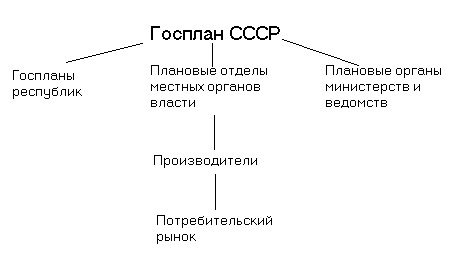 Госплан СССР
Госпланы
республик
Плановые отделы
местных органов
власти
Плановые органы
министерств и
ведомств
Производители
Потребительский
рынок